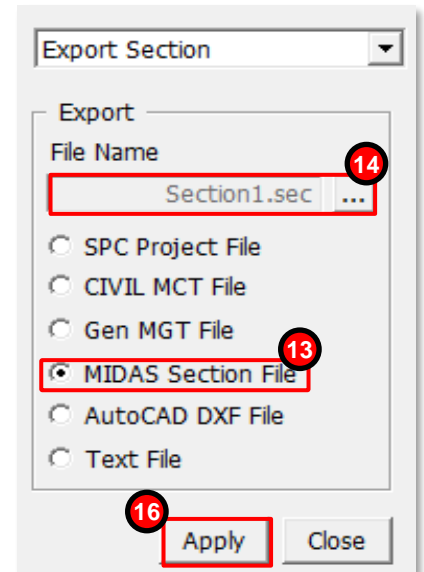 Export Section
Export
File Name
14
Section1.sec ...
SPC Project File
CIVIL MCT File
Gen MGT File
13
MIDAS Section File
AutoCAD DXF File
Text File
16
Apply Close